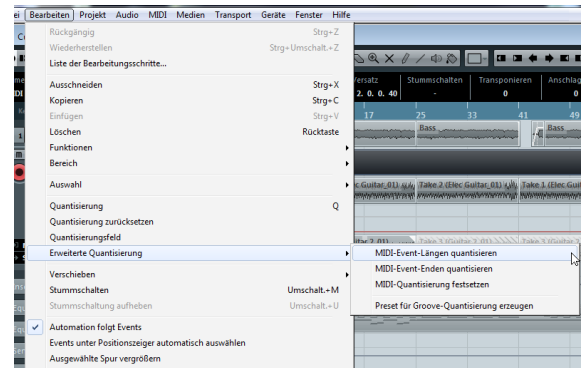 ei Bearbeiten Projekt Audio MIDI Medien Transport Geräte Fenster Hilfe
Rückgängig Strg+Z
Wiederherstellen Strg+Umschalt.+Z
Liste der Bearbeitungsschritte...
Versatz Stummschalten Transponieren Anschlag
2. 0. 0. 40 - 0 0
Ausschneiden Strg+X
Kopieren Strg+C
Einfügen Strg+V
17 25 33 41 49
Löschen Rücktaste
Bass Bass
Funktionen
Bereich
Auswahl
c Guitar_01) Take 2 (Elec Guitar_01) Take 1 (Elec Guit
Quantisierung Q
Quantisierung zurücksetzen
Quantisierungsfeld
Erweiterte Quantisierung
MIDI-Event-Längen quantisieren
MIDI-Event-Enden quantisieren
MIDI-Quantisierung festsetzen
Preset für Groove-Quantisierung erzeugen
Verschieben
Stummschalten Umschalt.+M
Stummschaltung aufheben Umschalt.+U
Automation folgt Events
Events unter Positionszeiger automatisch auswählen
Ausgewählte Spur vergrößern